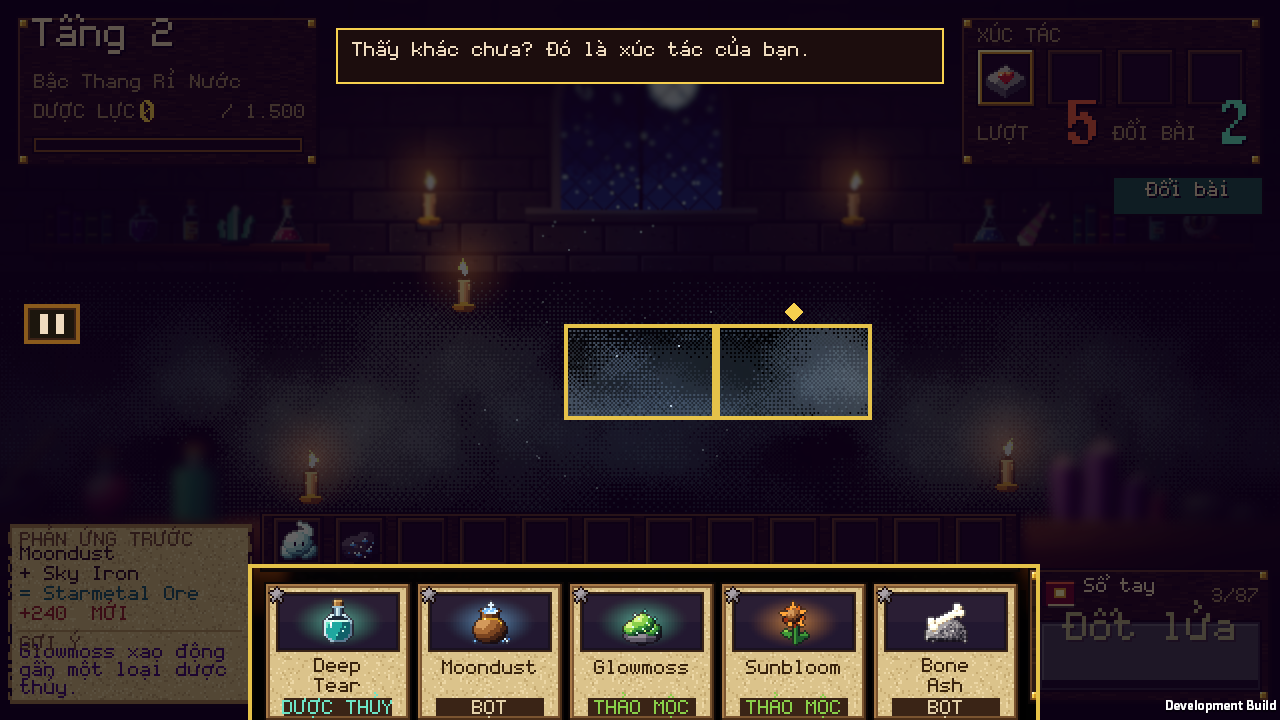 Tầng 2
Bậc Thang Rỉ Nước
DƯỢC LỰC 0 / 1.500
Thấy khác chưa? Đó là xúc tác của bạn.
XÚC TÁC
LƯỢT 5 ĐỔI BÀI 2
Đổi bài
PHẢN ỨNG TRƯỚC
Moondust
+ Sky Iron
= Starmetal Ore
+240 MỚI
GỢI Ý
Glowmoss xao động
gần một loại dược
thủy.
Deep
Tear
DƯỢC THỦY
Moondust
BỘT
Glowmoss
THẢO MỘC
Sunbloom
THẢO MỘC
Bone
Ash
BỘT
Sổ tay
3/87
Đốt lửa
Development Build